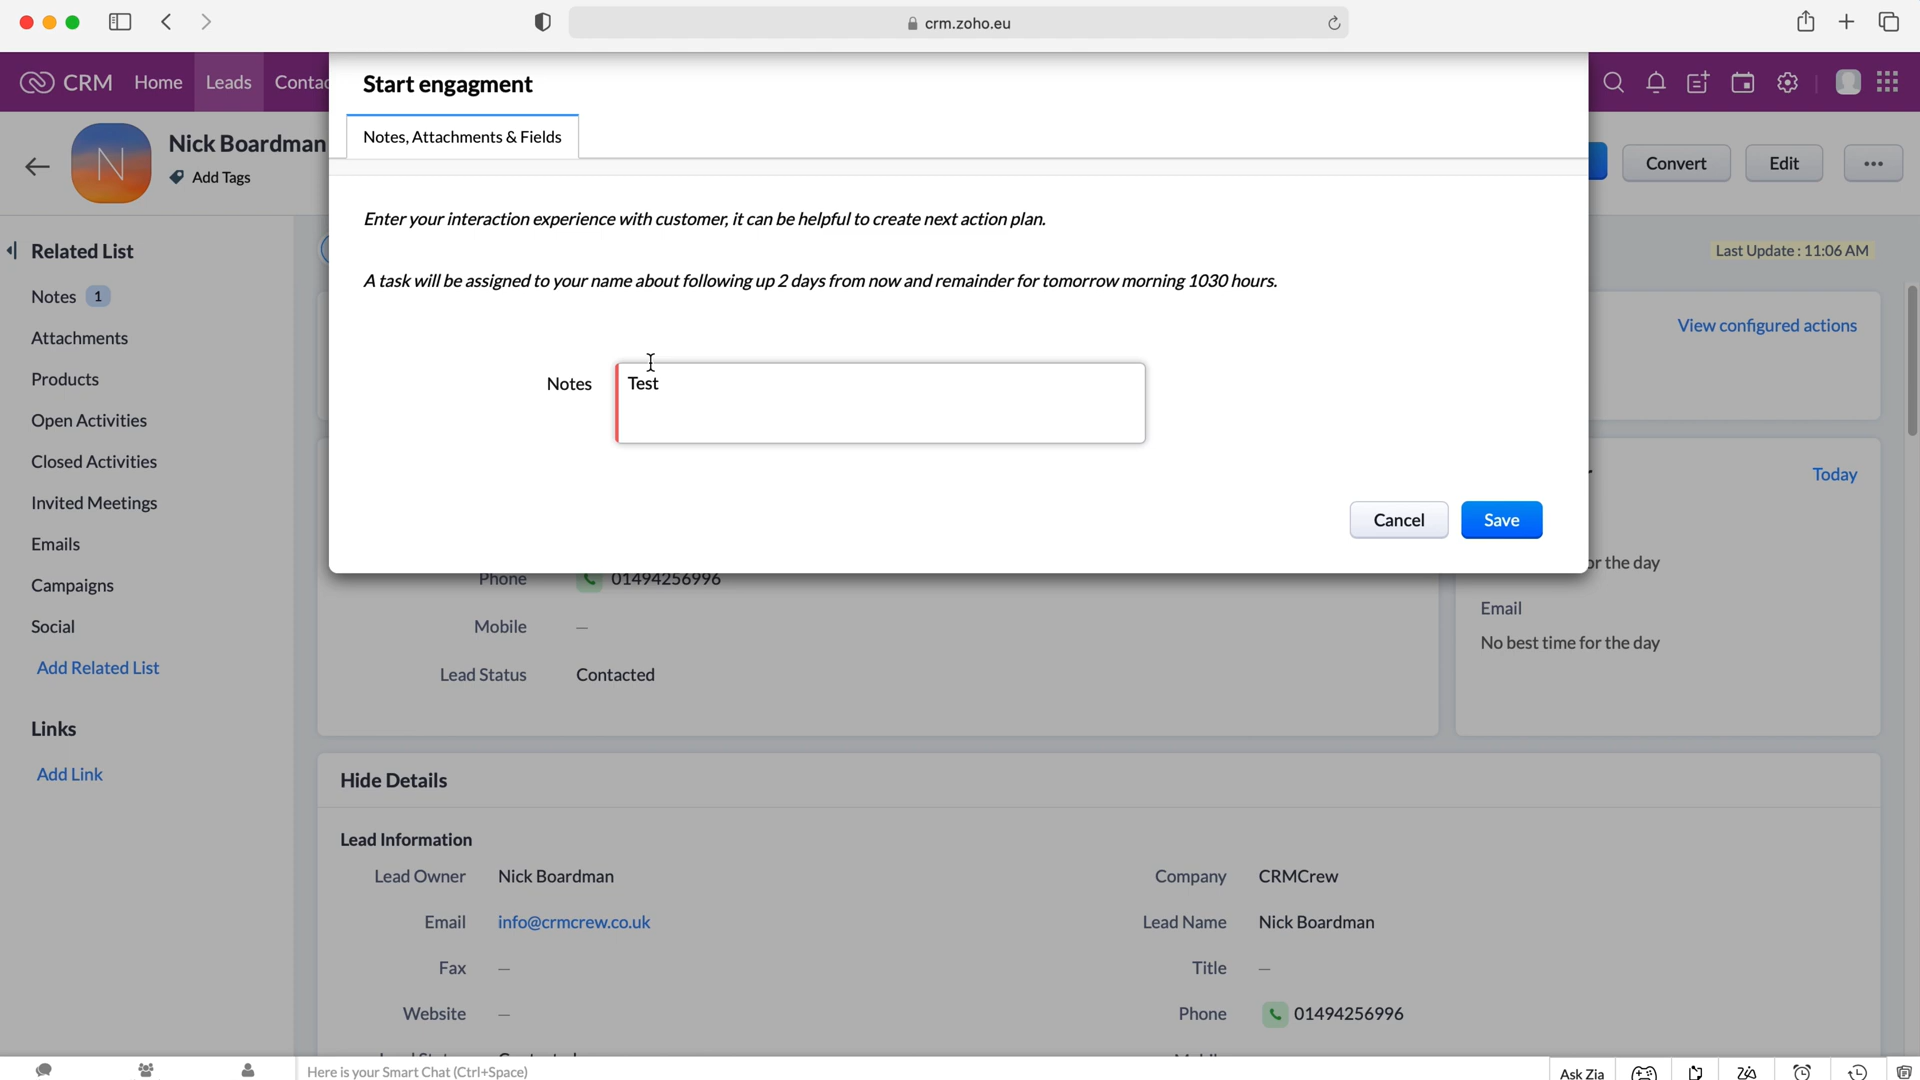 crm.zoho.eu
CRM
Home
Leads
Contac
Start engagment
Notes, Attachments & Fields
N
Nick Boardman
Add Tags
Convert
Edit
Enter your interaction experience with customer, it can be helpful to create next action plan.
A task will be assigned to your name about following up 2 days from now and remainder for tomorrow morning 1030 hours.
Notes
Test
Cancel
Save
Related List
Notes 1
Attachments
Products
Open Activities
Closed Activities
Invited Meetings
Emails
Campaigns
Social
Add Related List
Links
Add Link
Last Update : 11:06 AM
View configured actions
Today
or the day
Email
No best time for the day
Phone 01494256996
Mobile —
Lead Status Contacted
Hide Details
Lead Information
Lead Owner Nick Boardman
Company CRMCrew
Email info@crmcrew.co.uk
Lead Name Nick Boardman
Fax —
Title —
Website —
Phone 01494256996
Here is your Smart Chat (Ctrl+Space)
Ask Zia